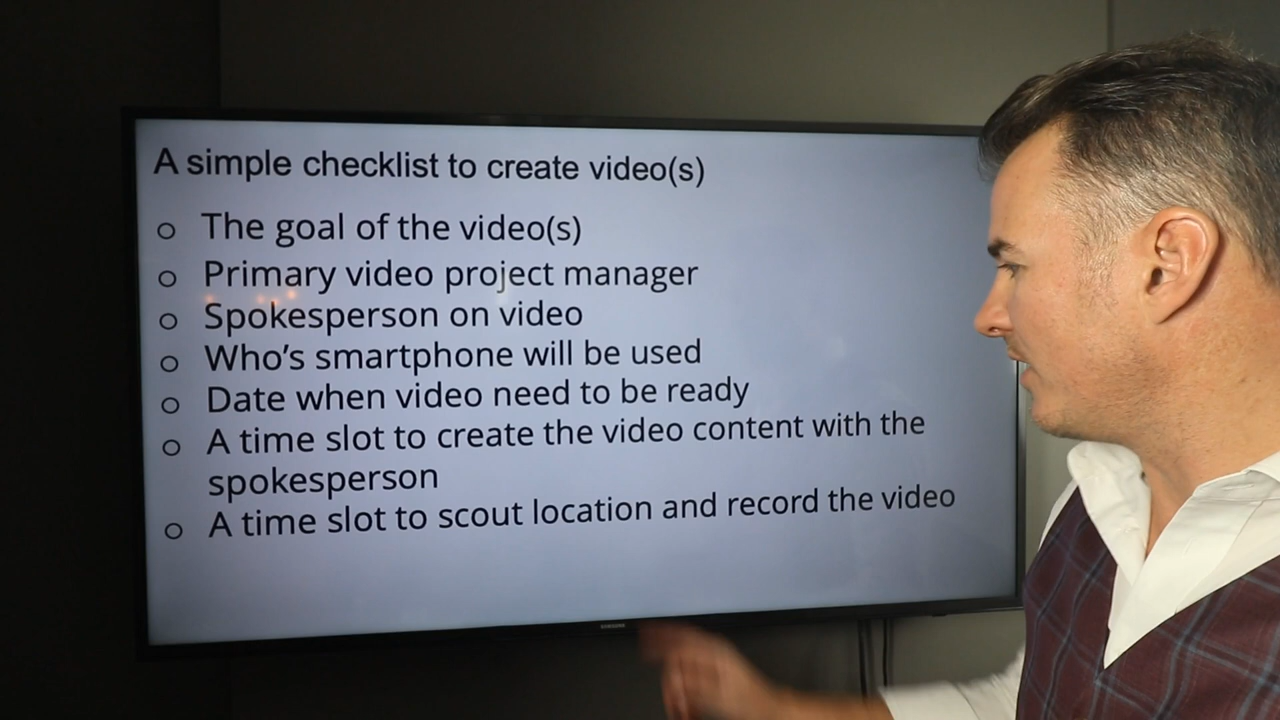 A simple checklist to create video(s)
o The goal of the video(s)
o Primary video project manager
o Spokesperson on video
o Who's smartphone will be used
o Date when video need to be ready
o A time slot to create the video content with the
spokesperson
o A time slot to scout location and record the video
SAMSUNG